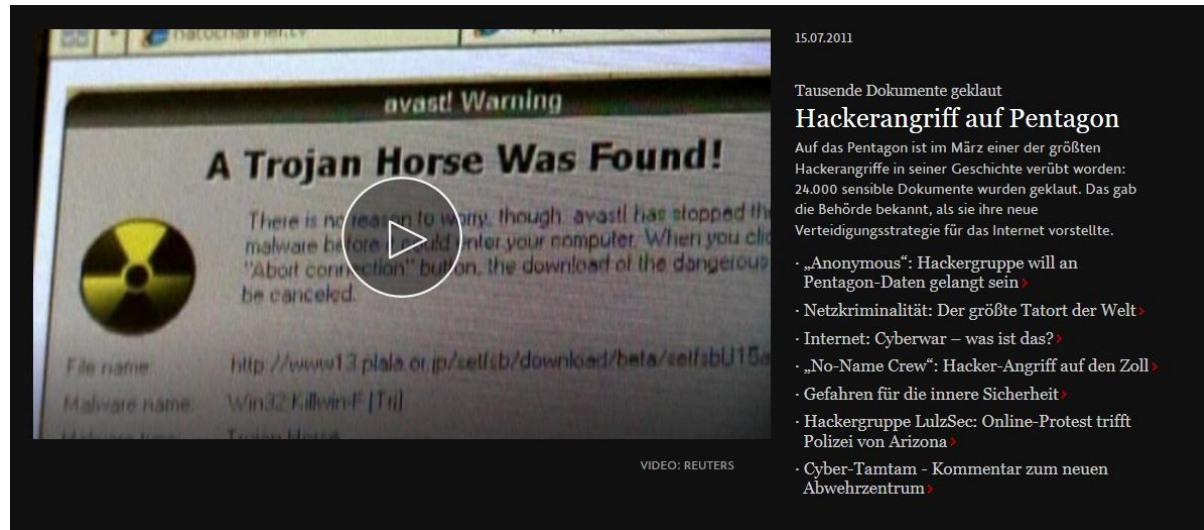 natochannel.tv
avast! Warning
A Trojan Horse Was Found!
There is no reason to worry, though. avast! has stopped the
malware before it could enter your computer. When you clic
"Abort connection" button, the download of the dangerous
be canceled.
File name:
Malware name: Win32:Killwin-F [Trj]
Trojan Horse
VIDEO: REUTERS
15.07.2011
Tausende Dokumente geklaut
Hackerangriff auf Pentagon
Auf das Pentagon ist im März einer der größten
Hackerangriffe in seiner Geschichte verübt worden:
24.000 sensible Dokumente wurden geklaut. Das gab
die Behörde bekannt, als sie ihre neue
Verteidigungsstrategie für das Internet vorstellte.
· „Anonymous“: Hackergruppe will an
Pentagon-Daten gelangt sein ›
· Netzkriminalität: Der größte Tatort der Welt ›
· Internet: Cyberwar – was ist das? ›
· „No-Name Crew“: Hacker-Angriff auf den Zoll ›
· Gefahren für die innere Sicherheit ›
· Hackergruppe LulzSec: Online-Protest trifft
Polizei von Arizona ›
· Cyber-Tamtam - Kommentar zum neuen
Abwehrzentrum ›